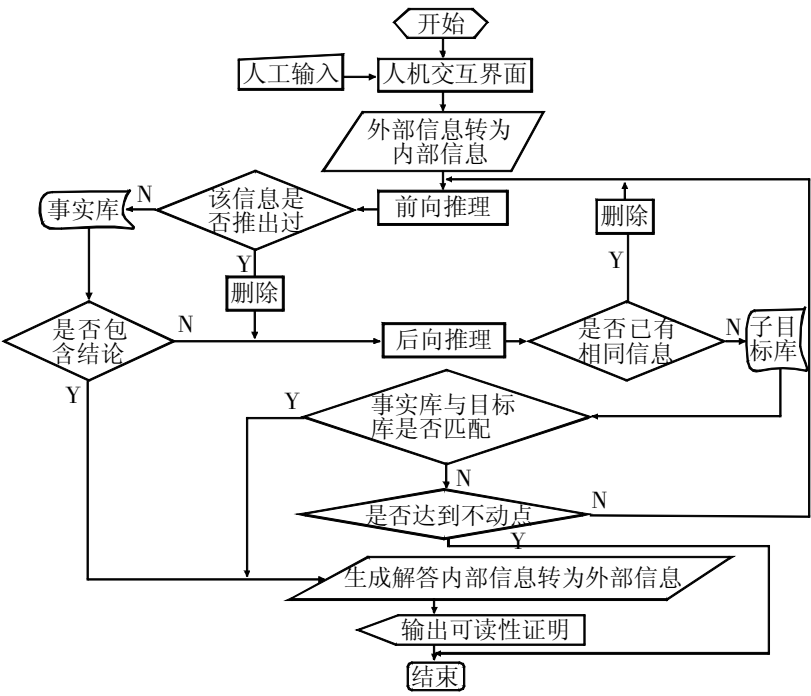 开始
人工输入
人机交互界面
外部信息转为
内部信息
事实库
N
该信息是
否推出过
前向推理
删除
Y
Y
删除
是否包
含结论
N
后向推理
是否已有
相同信息
N
子目
标库
Y
Y
事实库与目标
库是否匹配
N
是否达到不动点
N
Y
生成解答内部信息转为外部信息
输出可读性证明
结束